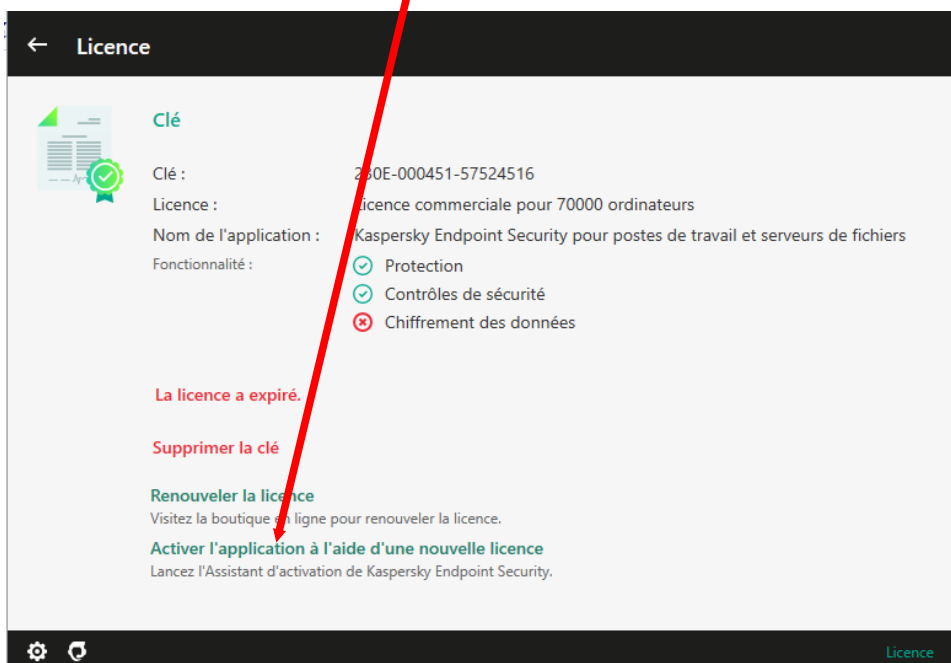 Licence
Clé
Clé : 230E-000451-57524516
Licence : Licence commerciale pour 70000 ordinateurs
Nom de l'application : Kaspersky Endpoint Security pour postes de travail et serveurs de fichiers
Fonctionnalité : Protection
Contrôles de sécurité
Chiffrement des données
La licence a expiré.
Supprimer la clé
Renouveler la licence
Visitez la boutique en ligne pour renouveler la licence.
Activer l'application à l'aide d'une nouvelle licence
Lancez l'Assistant d'activation de Kaspersky Endpoint Security.
Licence